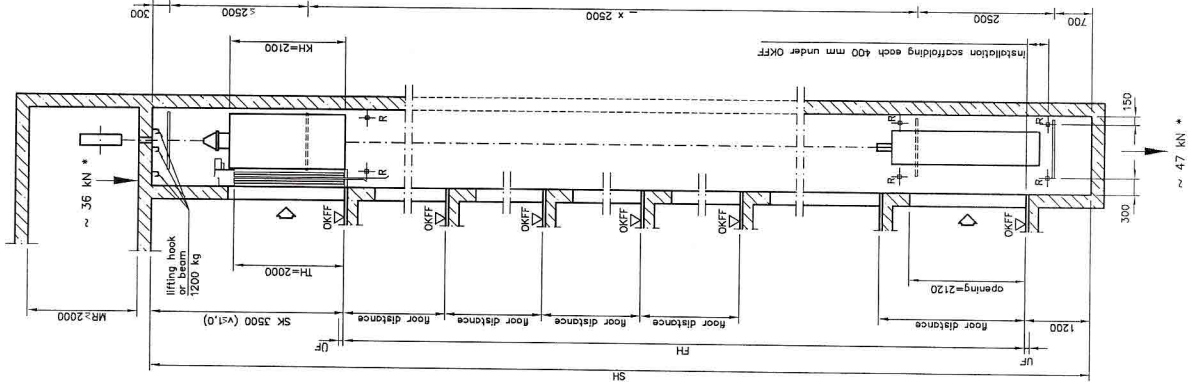 300
≤2500
x 2500
2500
700
KH=2100
installation scaffolding each 400 mm under OKFF
150
R
R
R
R
R
R
~ 36 kN *
~ 47 kN *
300
OKFF
OKFF
OKFF
OKFF
OKFF
OKFF
lifting hook
or beam
1200 kg
TH=2000
opening=2120
MR≥2000
SK 3500 (v≤1,0)
floor distance
floor distance
floor distance
floor distance
floor distance
1200
UF
FH
UF
SH